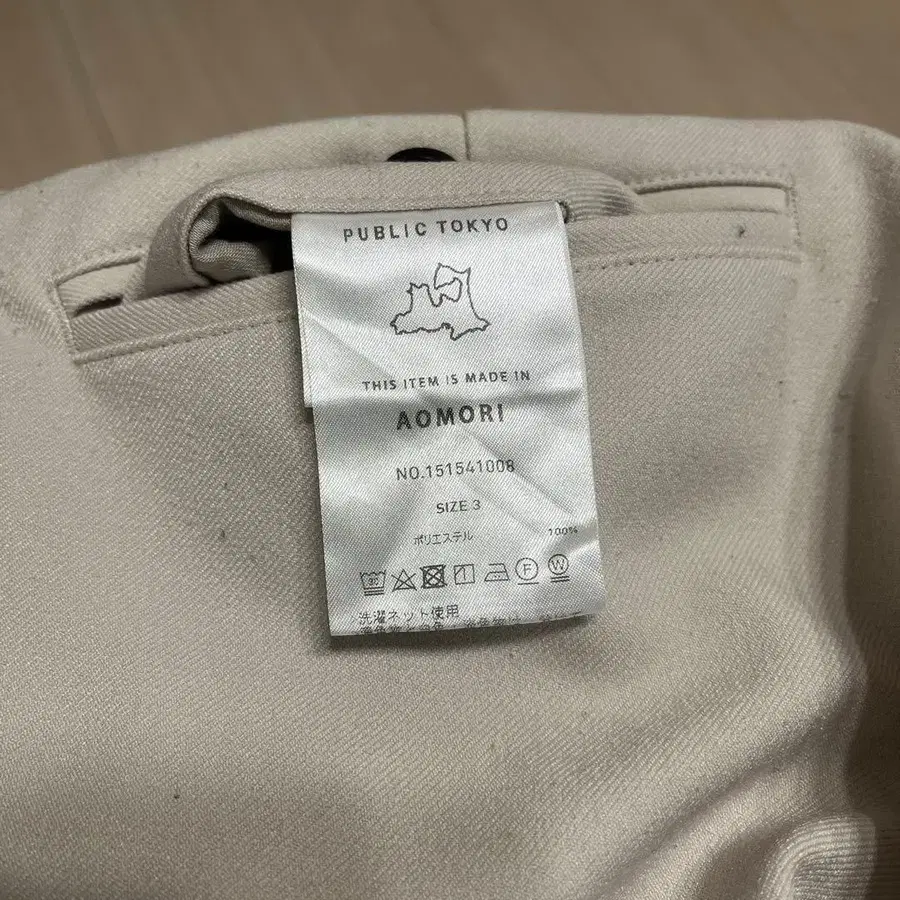 PUBLIC TOKYO
THIS ITEM IS MADE IN
AOMORI
NO.151541008
SIZE 3
ポリエステル 100%
30
F W
洗濯ネット使用